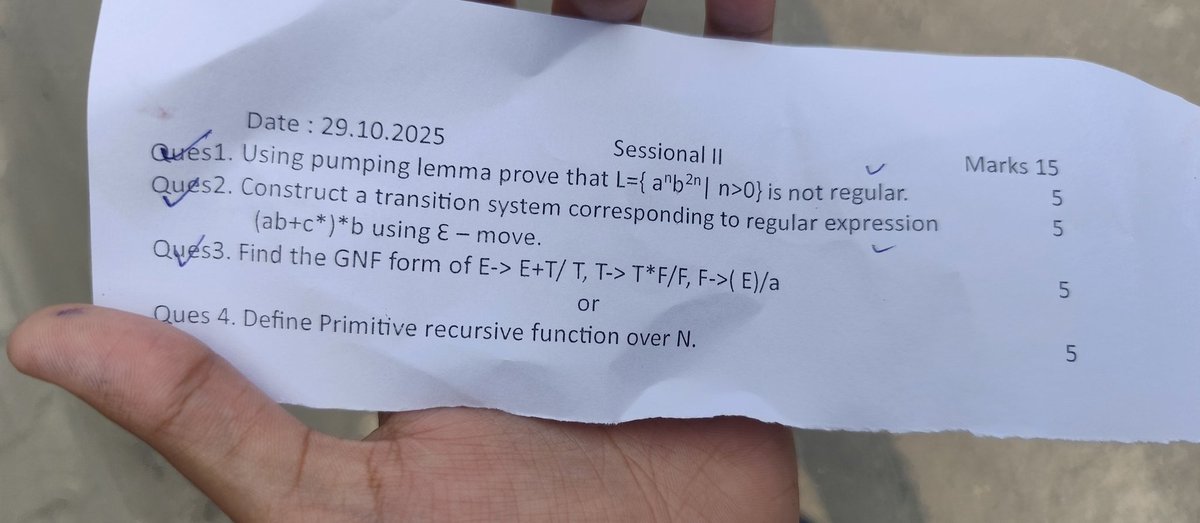 Date : 29.10.2025
Sessional II
Marks 15
Ques1. Using pumping lemma prove that L={ aⁿb²ⁿ| n>0} is not regular. 5
Ques2. Construct a transition system corresponding to regular expression 5
(ab+c*)*b using Ɛ – move.
Ques3. Find the GNF form of E-> E+T/ T, T-> T*F/F, F->( E)/a 5
or
Ques 4. Define Primitive recursive function over N. 5